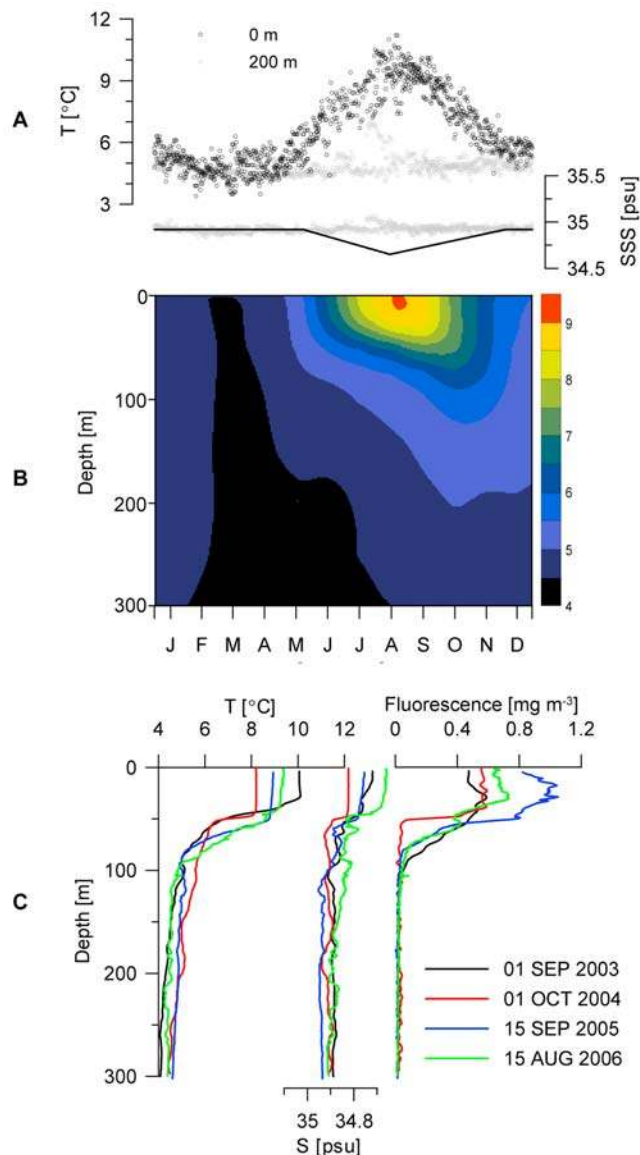 12
0 m
200 m
9
A
T [°C]
6
3
35.5
35
34.5
SSS [psu]
0
100
200
300
Depth [m]
B
9
8
7
6
5
4
J F M A M J J A S O N D
T [°C]
Fluorescence [mg m-3]
4 6 8 10 12
0 0.4 0.8 1.2
0
100
200
300
Depth [m]
C
01 SEP 2003
01 OCT 2004
15 SEP 2005
15 AUG 2006
35 34.8
S [psu]